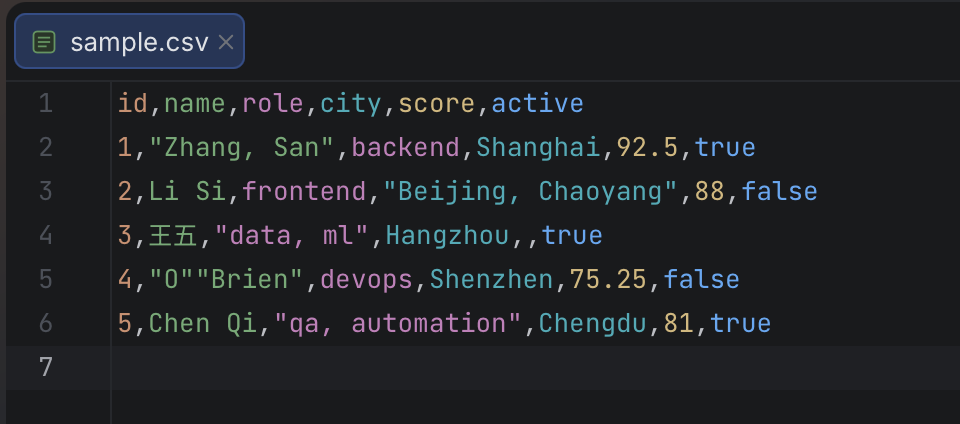 sample.csv
1 id,name,role,city,score,active
2 1,"Zhang, San",backend,Shanghai,92.5,true
3 2,Li Si,frontend,"Beijing, Chaoyang",88,false
4 3,王五,"data, ml",Hangzhou,,true
5 4,"O""Brien",devops,Shenzhen,75.25,false
6 5,Chen Qi,"qa, automation",Chengdu,81,true
7